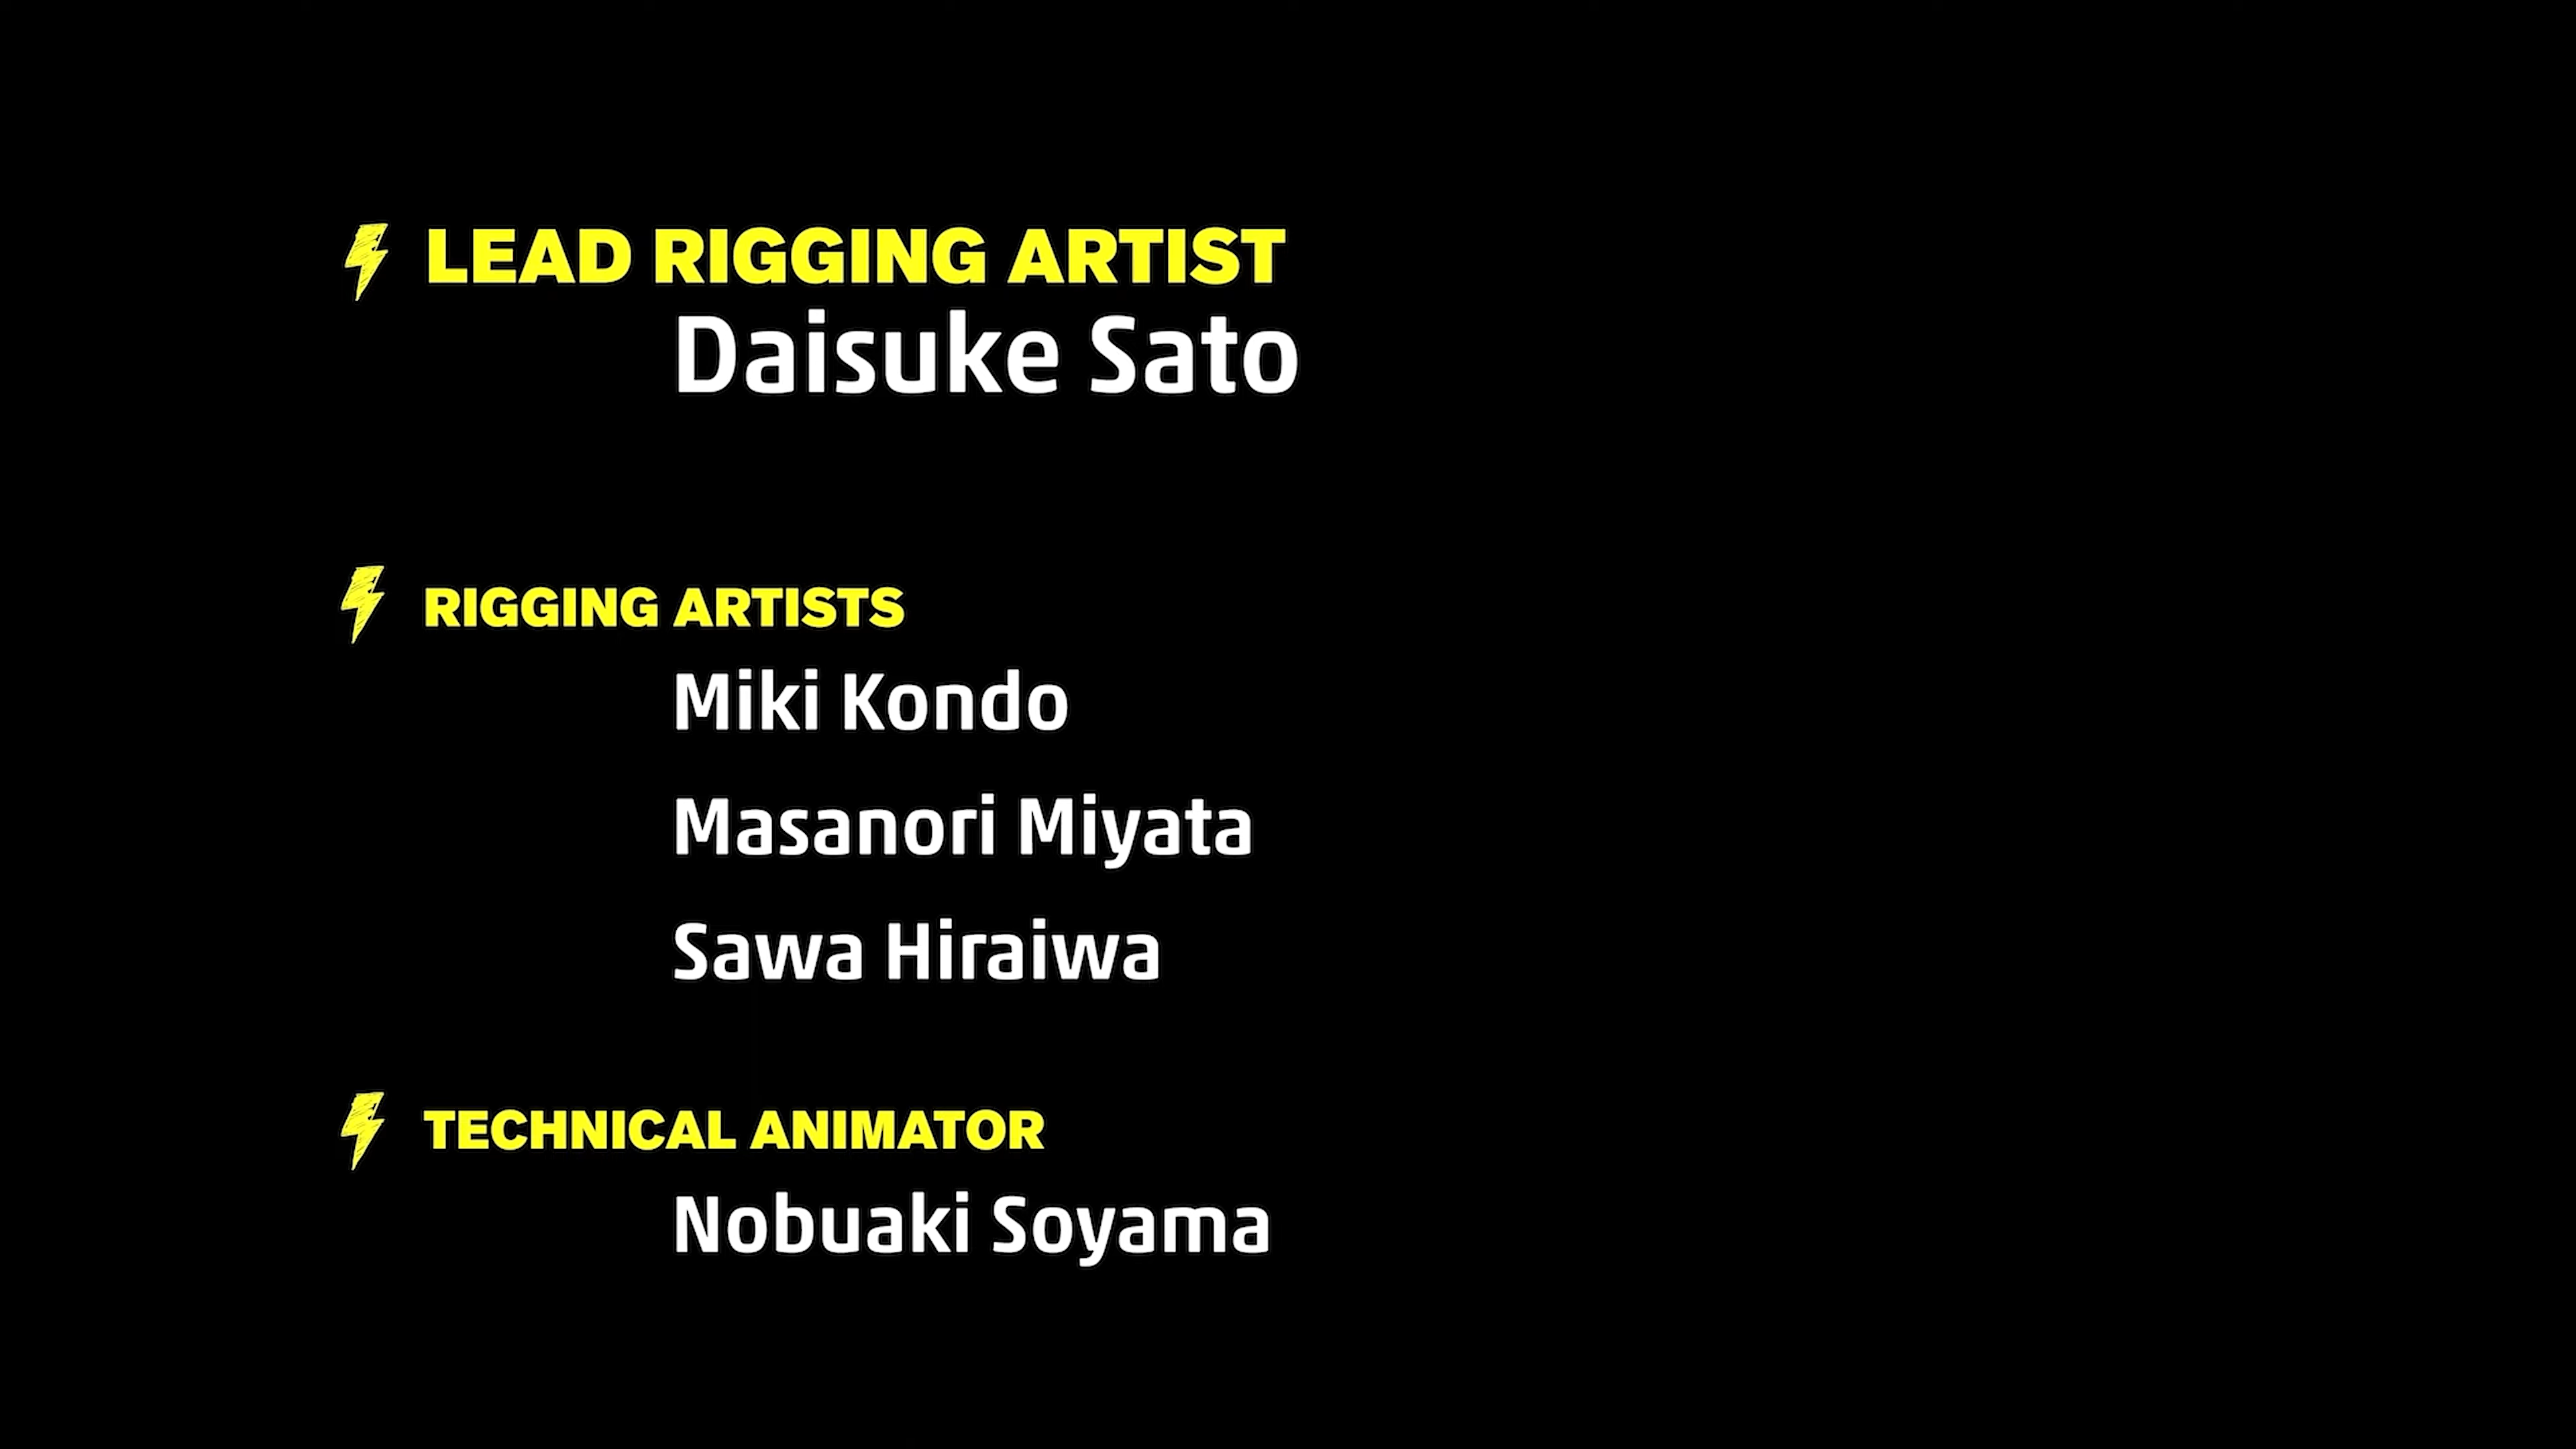 LEAD RIGGING ARTIST
Daisuke Sato
RIGGING ARTISTS
Miki Kondo
Masanori Miyata
Sawa Hiraiwa
TECHNICAL ANIMATOR
Nobuaki Soyama